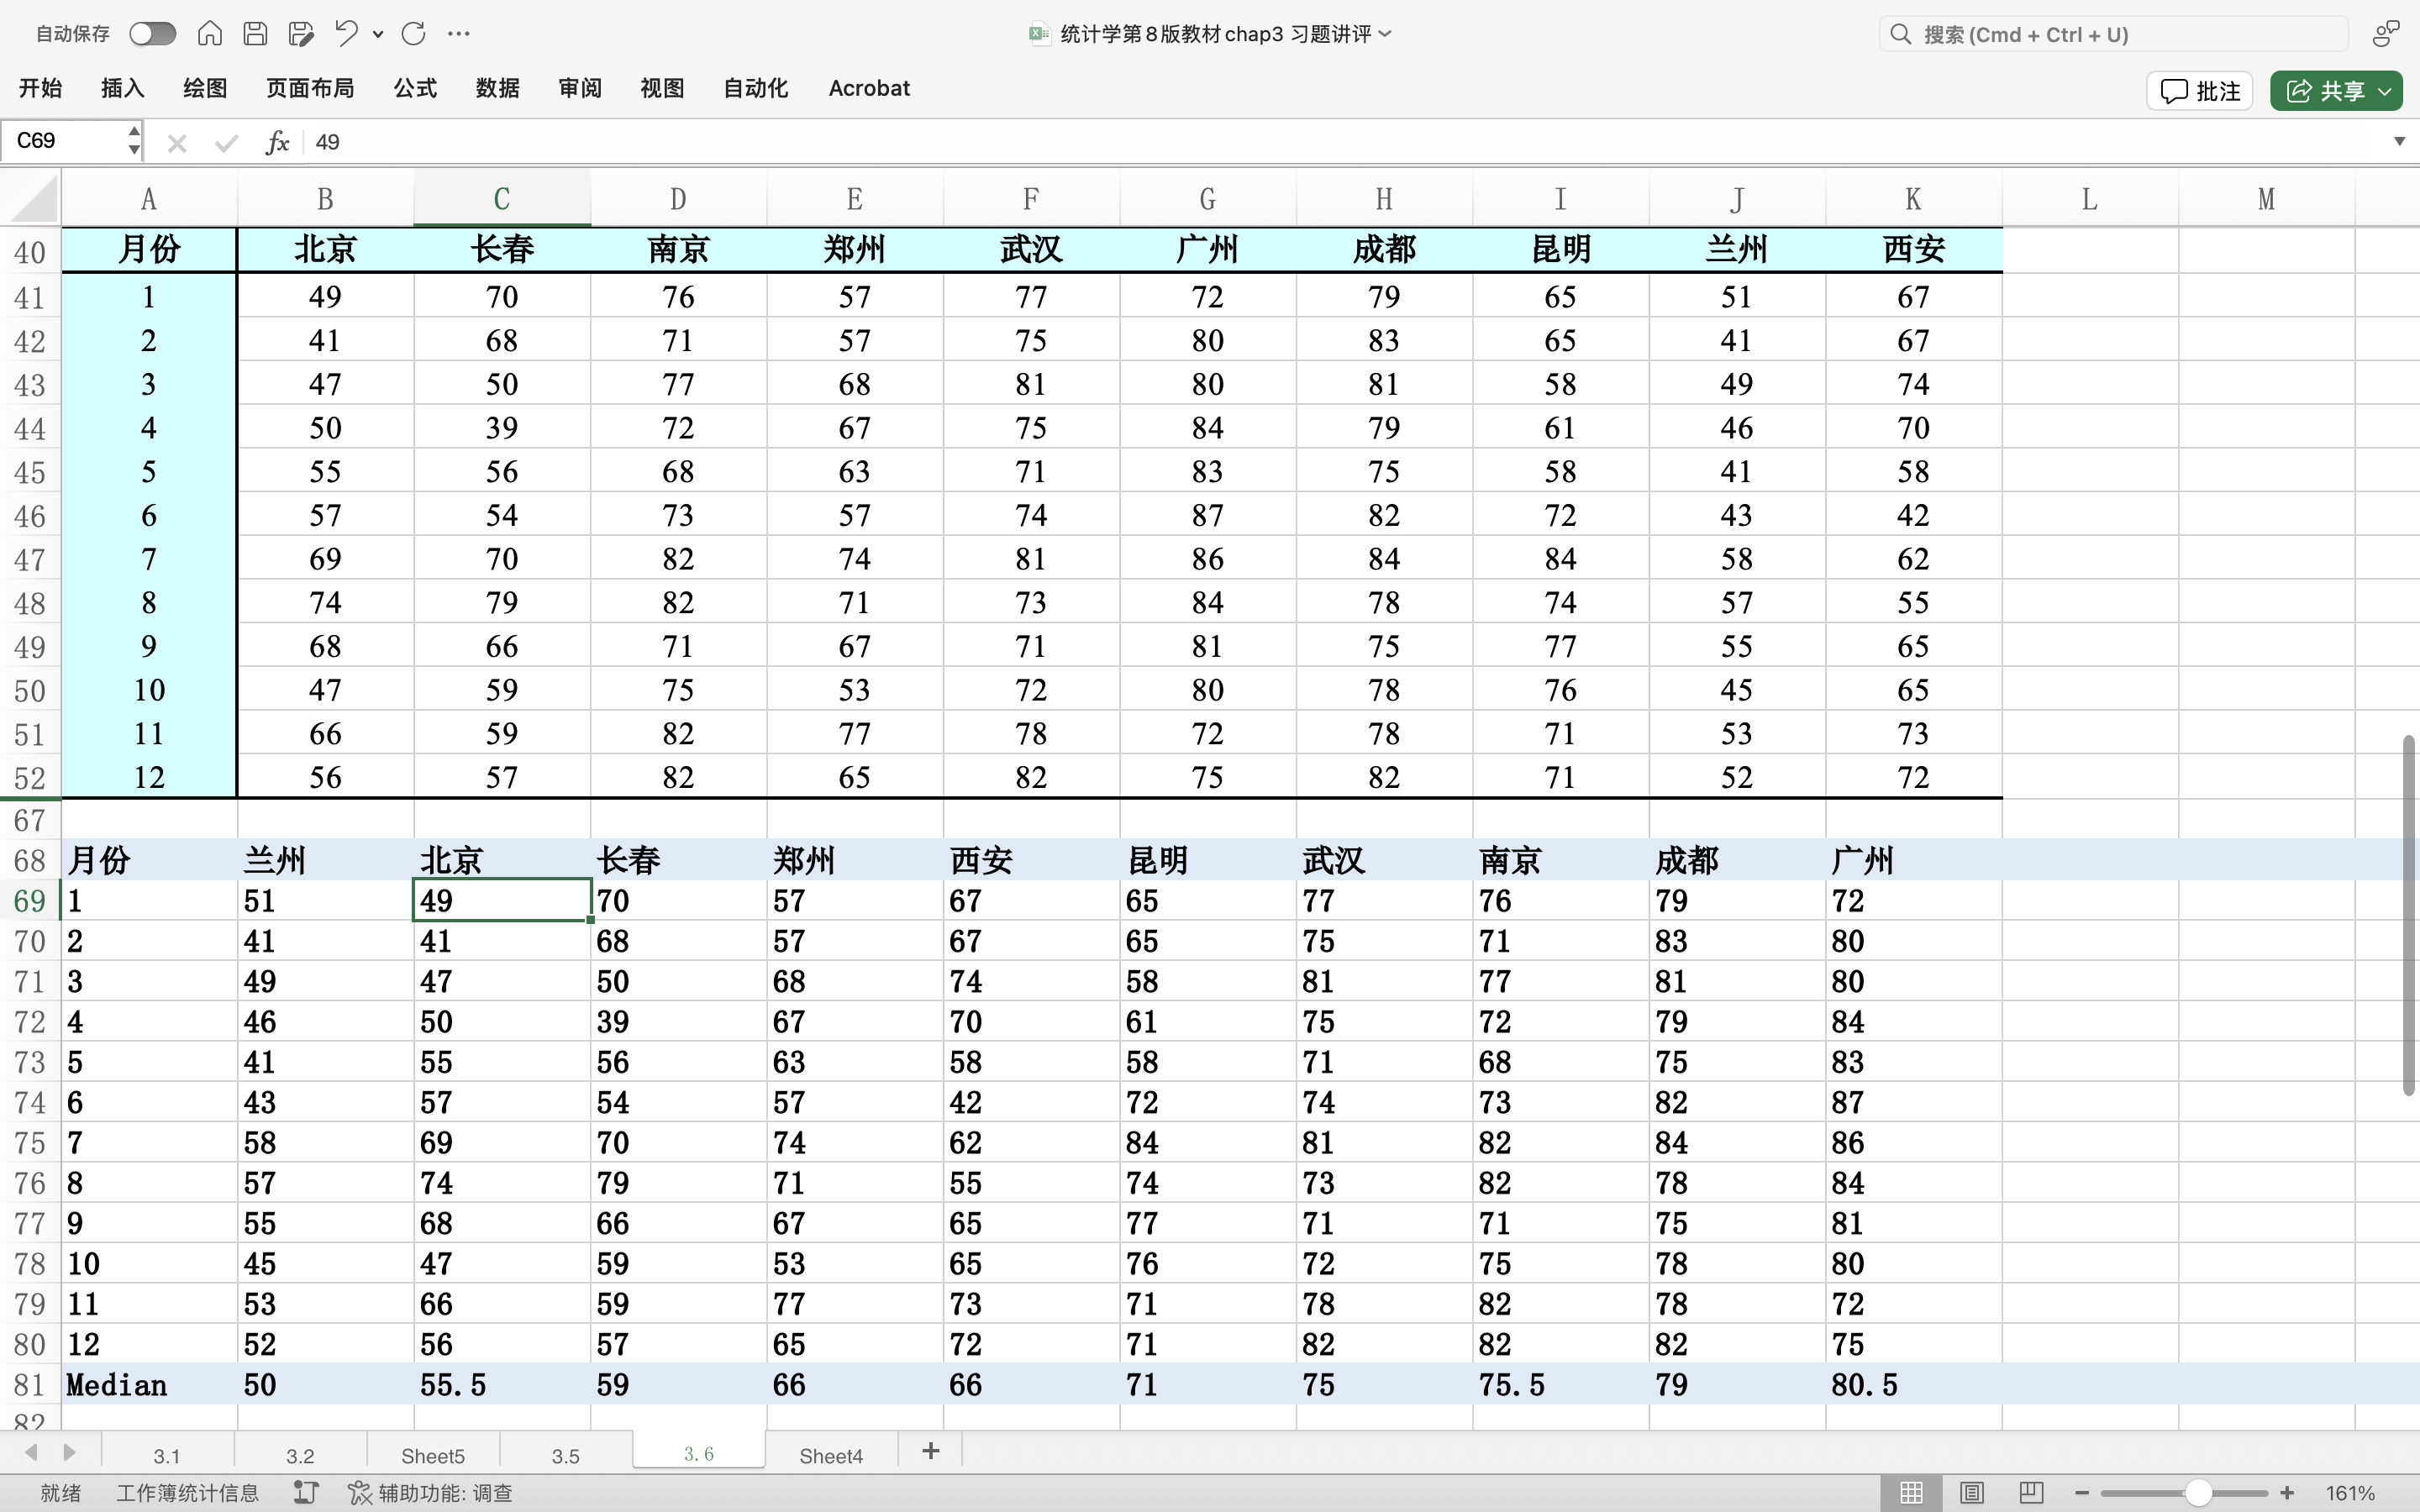 自动保存
统计学第8版教材 chap3 习题讲评
搜索 (Cmd + Ctrl + U)
开始 插入 绘图 页面布局 公式 数据 审阅 视图 自动化 Acrobat 批注 共享
C69 fx 49
A B C D E F G H I J K L M
40 月份 北京 长春 南京 郑州 武汉 广州 成都 昆明 兰州 西安
41 1 49 70 76 57 77 72 79 65 51 67
42 2 41 68 71 57 75 80 83 65 41 67
43 3 47 50 77 68 81 80 81 58 49 74
44 4 50 39 72 67 75 84 79 61 46 70
45 5 55 56 68 63 71 83 75 58 41 58
46 6 57 54 73 57 74 87 82 72 43 42
47 7 69 70 82 74 81 86 84 84 58 62
48 8 74 79 82 71 73 84 78 74 57 55
49 9 68 66 71 67 71 81 75 77 55 65
50 10 47 59 75 53 72 80 78 76 45 65
51 11 66 59 82 77 78 72 78 71 53 73
52 12 56 57 82 65 82 75 82 71 52 72
67
68 月份 兰州 北京 长春 郑州 西安 昆明 武汉 南京 成都 广州
69 1 51 49 70 57 67 65 77 76 79 72
70 2 41 41 68 57 67 65 75 71 83 80
71 3 49 47 50 68 74 58 81 77 81 80
72 4 46 50 39 67 70 61 75 72 79 84
73 5 41 55 56 63 58 58 71 68 75 83
74 6 43 57 54 57 42 72 74 73 82 87
75 7 58 69 70 74 62 84 81 82 84 86
76 8 57 74 79 71 55 74 73 82 78 84
77 9 55 68 66 67 65 77 71 71 75 81
78 10 45 47 59 53 65 76 72 75 78 80
79 11 53 66 59 77 73 71 78 82 78 72
80 12 52 56 57 65 72 71 82 82 82 75
81 Median 50 55.5 59 66 66 71 75 75.5 79 80.5
82
3.1 3.2 Sheet5 3.5 3.6 Sheet4 +
就绪 工作簿统计信息 辅助功能: 调查 161%